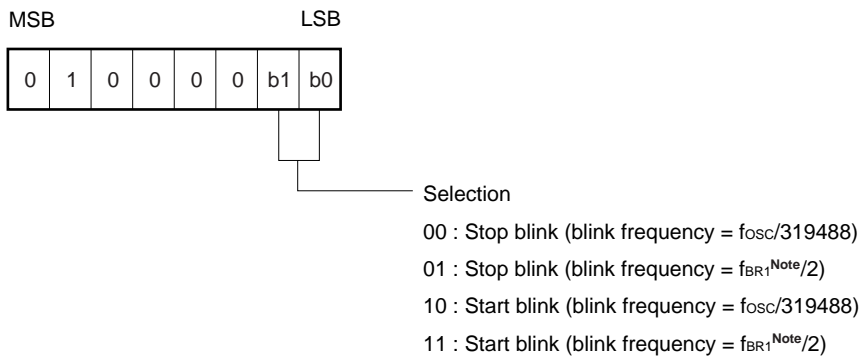 MSB LSB
0 1 0 0 0 0 b1 b0
Selection
00 : Stop blink (blink frequency = fOSC/319488)
01 : Stop blink (blink frequency = fBR1Note/2)
10 : Start blink (blink frequency = fOSC/319488)
11 : Start blink (blink frequency = fBR1Note/2)